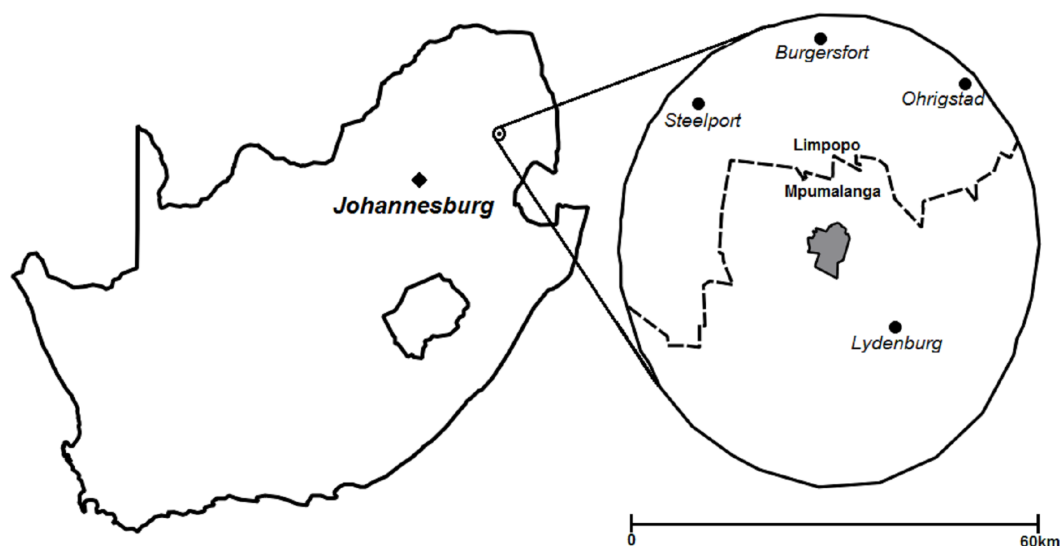 Burgersfort
Ohrigstad
Steelport
Limpopo
Mpumalanga
Johannesburg
Lydenburg
0
60km